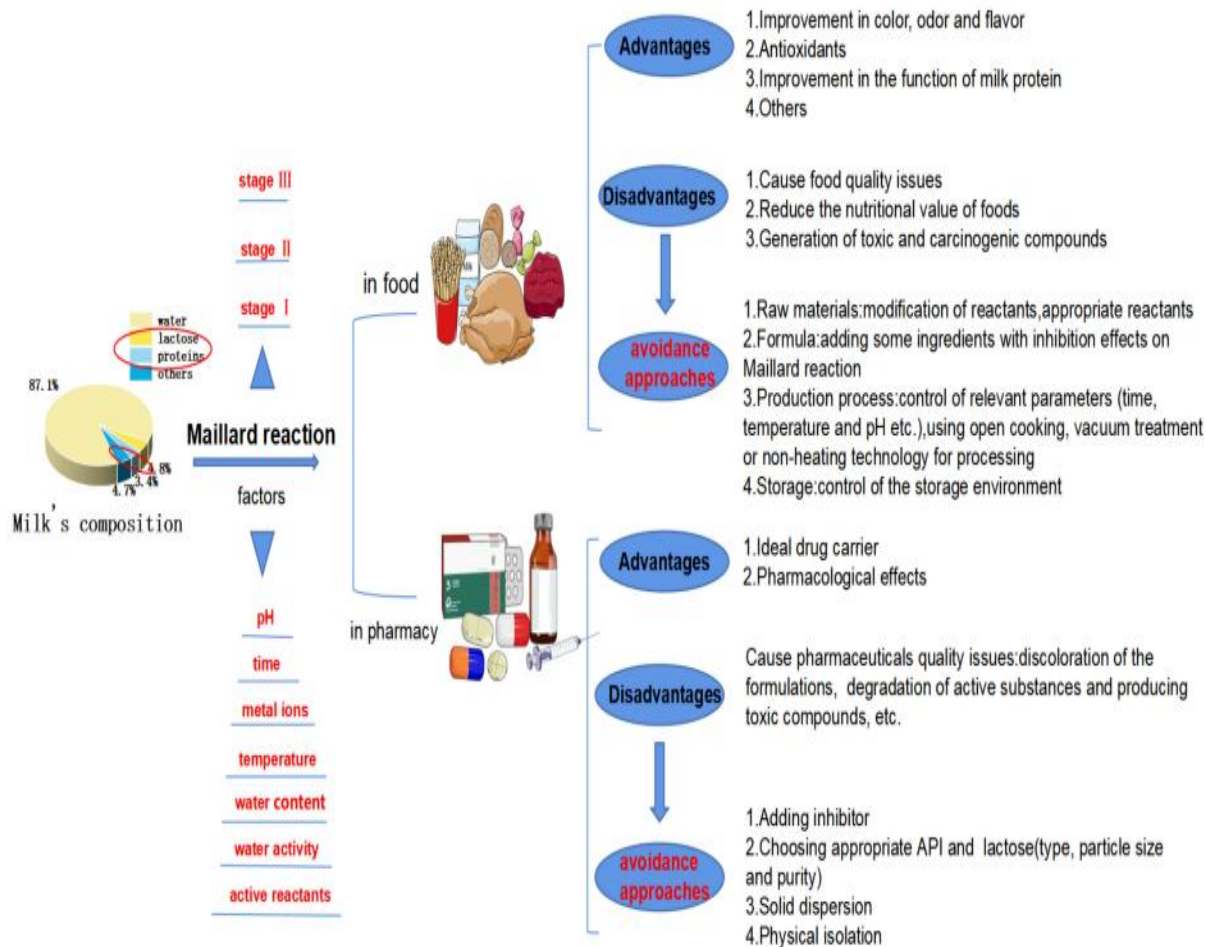 stage III
stage II
stage I
water
lactose
proteins
others
87.1%
4.8%
3.4%
4.7%
Milk's composition
Maillard reaction
factors
pH
time
metal ions
temperature
water content
water activity
active reactants
in food
Advantages
1.Improvement in color, odor and flavor
2.Antioxidants
3.Improvement in the function of milk protein
4.Others
Disadvantages
1.Cause food quality issues
2.Reduce the nutritional value of foods
3.Generation of toxic and carcinogenic compounds
avoidance
approaches
1.Raw materials:modification of reactants,appropriate reactants
2.Formula:adding some ingredients with inhibition effects on
Maillard reaction
3.Production process:control of relevant parameters (time,
temperature and pH etc.),using open cooking, vacuum treatment
or non-heating technology for processing
4.Storage:control of the storage environment
in pharmacy
Advantages
1.Ideal drug carrier
2.Pharmacological effects
Disadvantages
Cause pharmaceuticals quality issues:discoloration of the
formulations, degradation of active substances and producing
toxic compounds, etc.
avoidance
approaches
1.Adding inhibitor
2.Choosing appropriate API and lactose(type, particle size
and purity)
3.Solid dispersion
4.Physical isolation